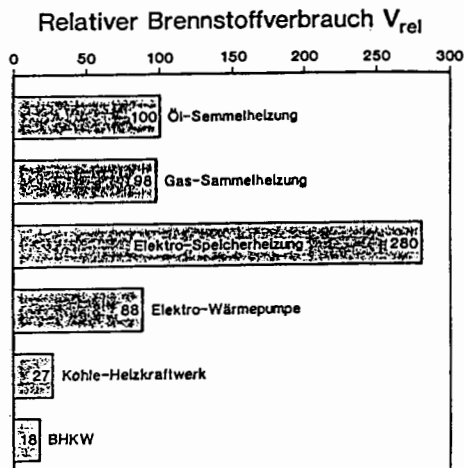 Relativer Brennstoffverbrauch V_rel
0 50 100 150 200 250 300
100 Öl-Semmelheizung
98 Gas-Sammelheizung
Elektro-Speicherheizung 280
88 Elektro-Wärmepumpe
27 Kohle-Heizkraftwerk
18 BHKW